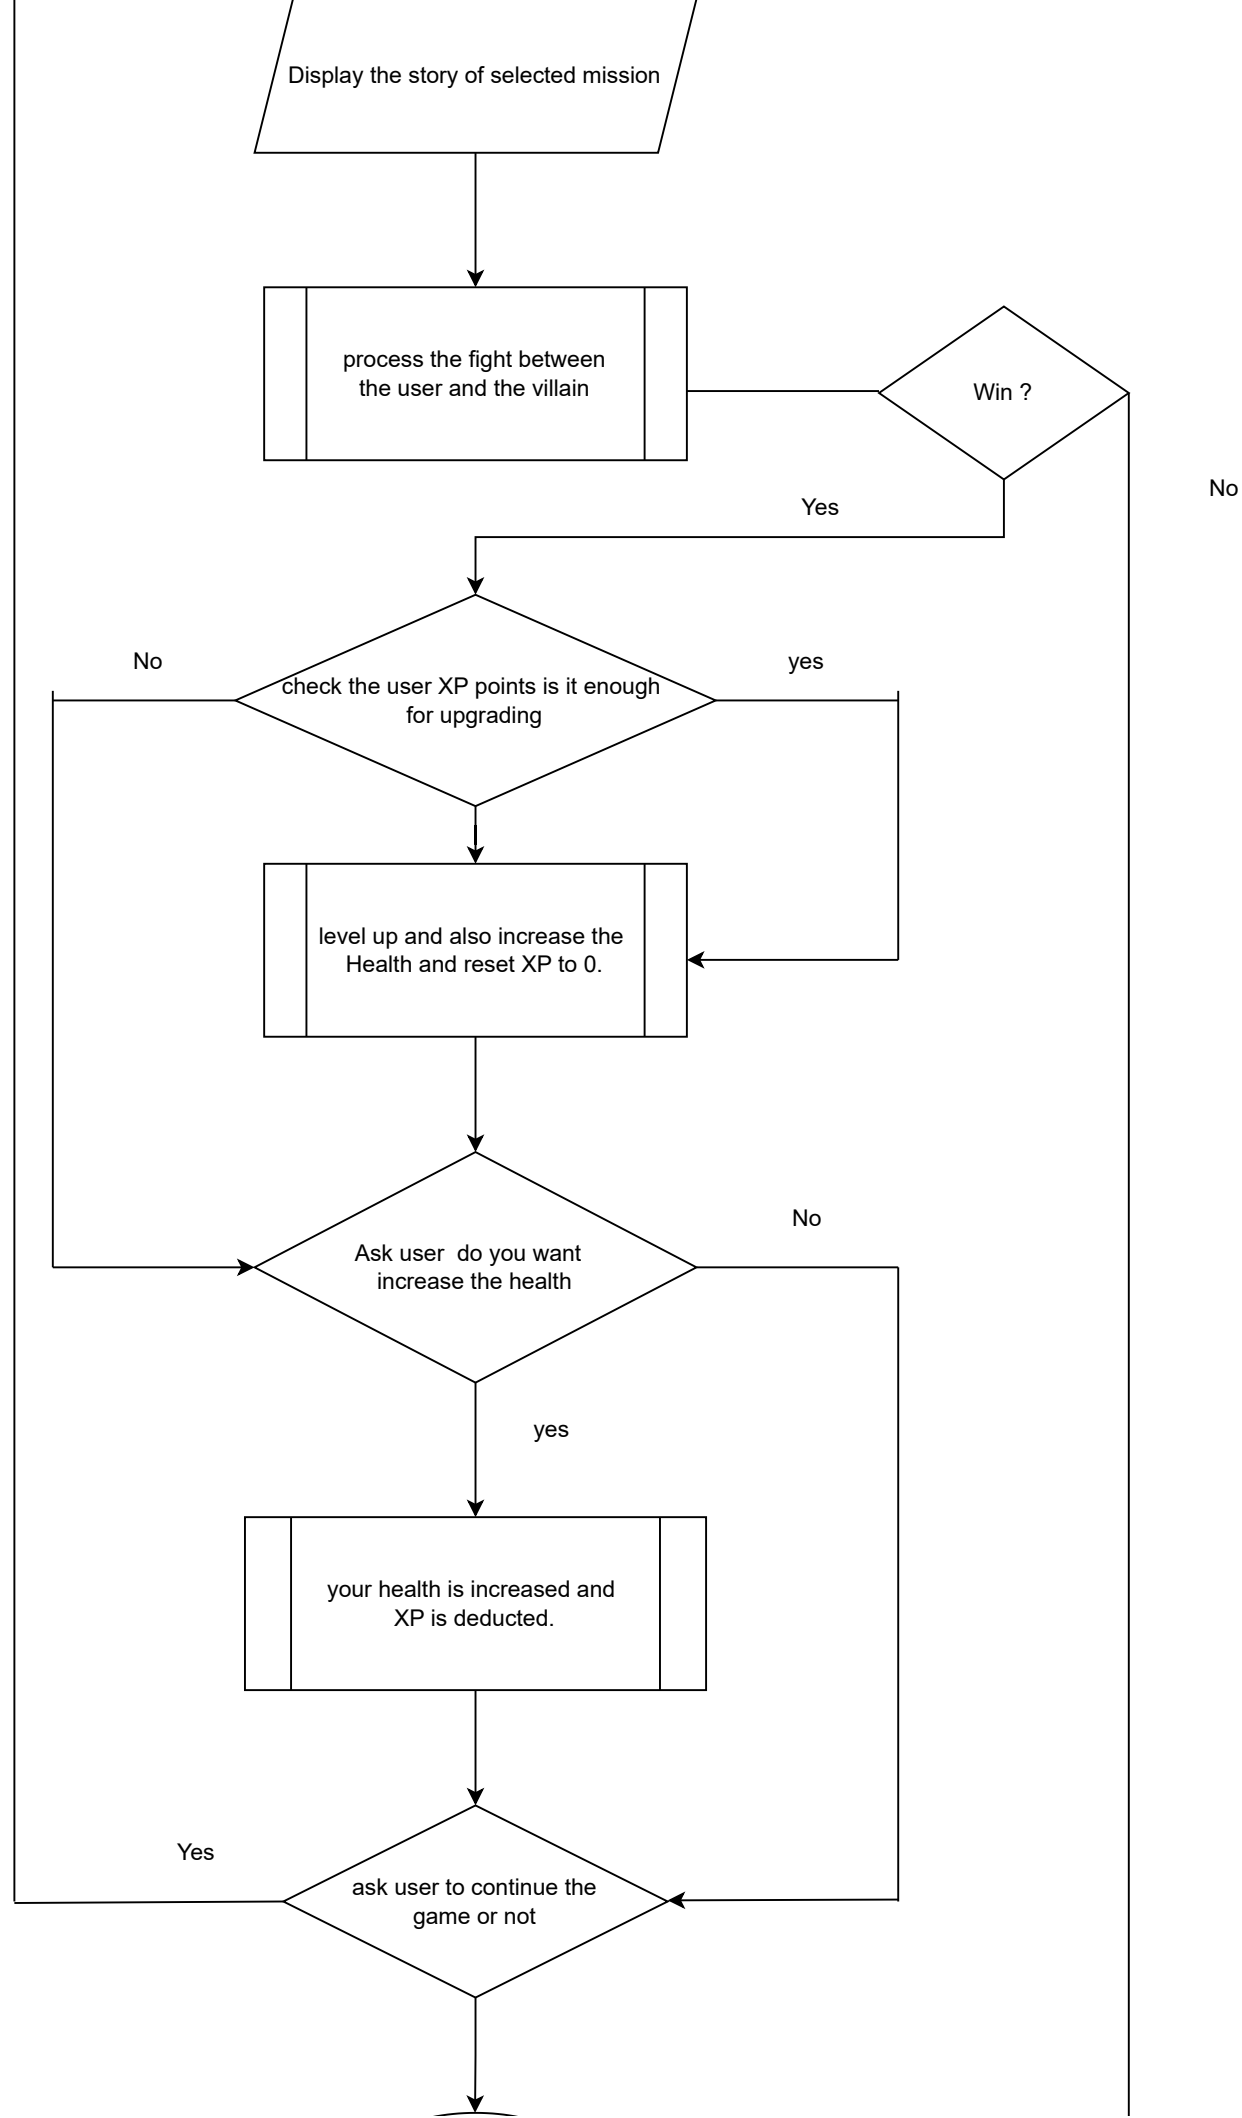 Display the story of selected mission
process the fight between
the user and the villain
Win ?
No
Yes
No
yes
check the user XP points is it enough
for upgrading
level up and also increase the
Health and reset XP to 0.
No
Ask user  do you want
increase the health
yes
your health is increased and
XP is deducted.
Yes
ask user to continue the
game or not